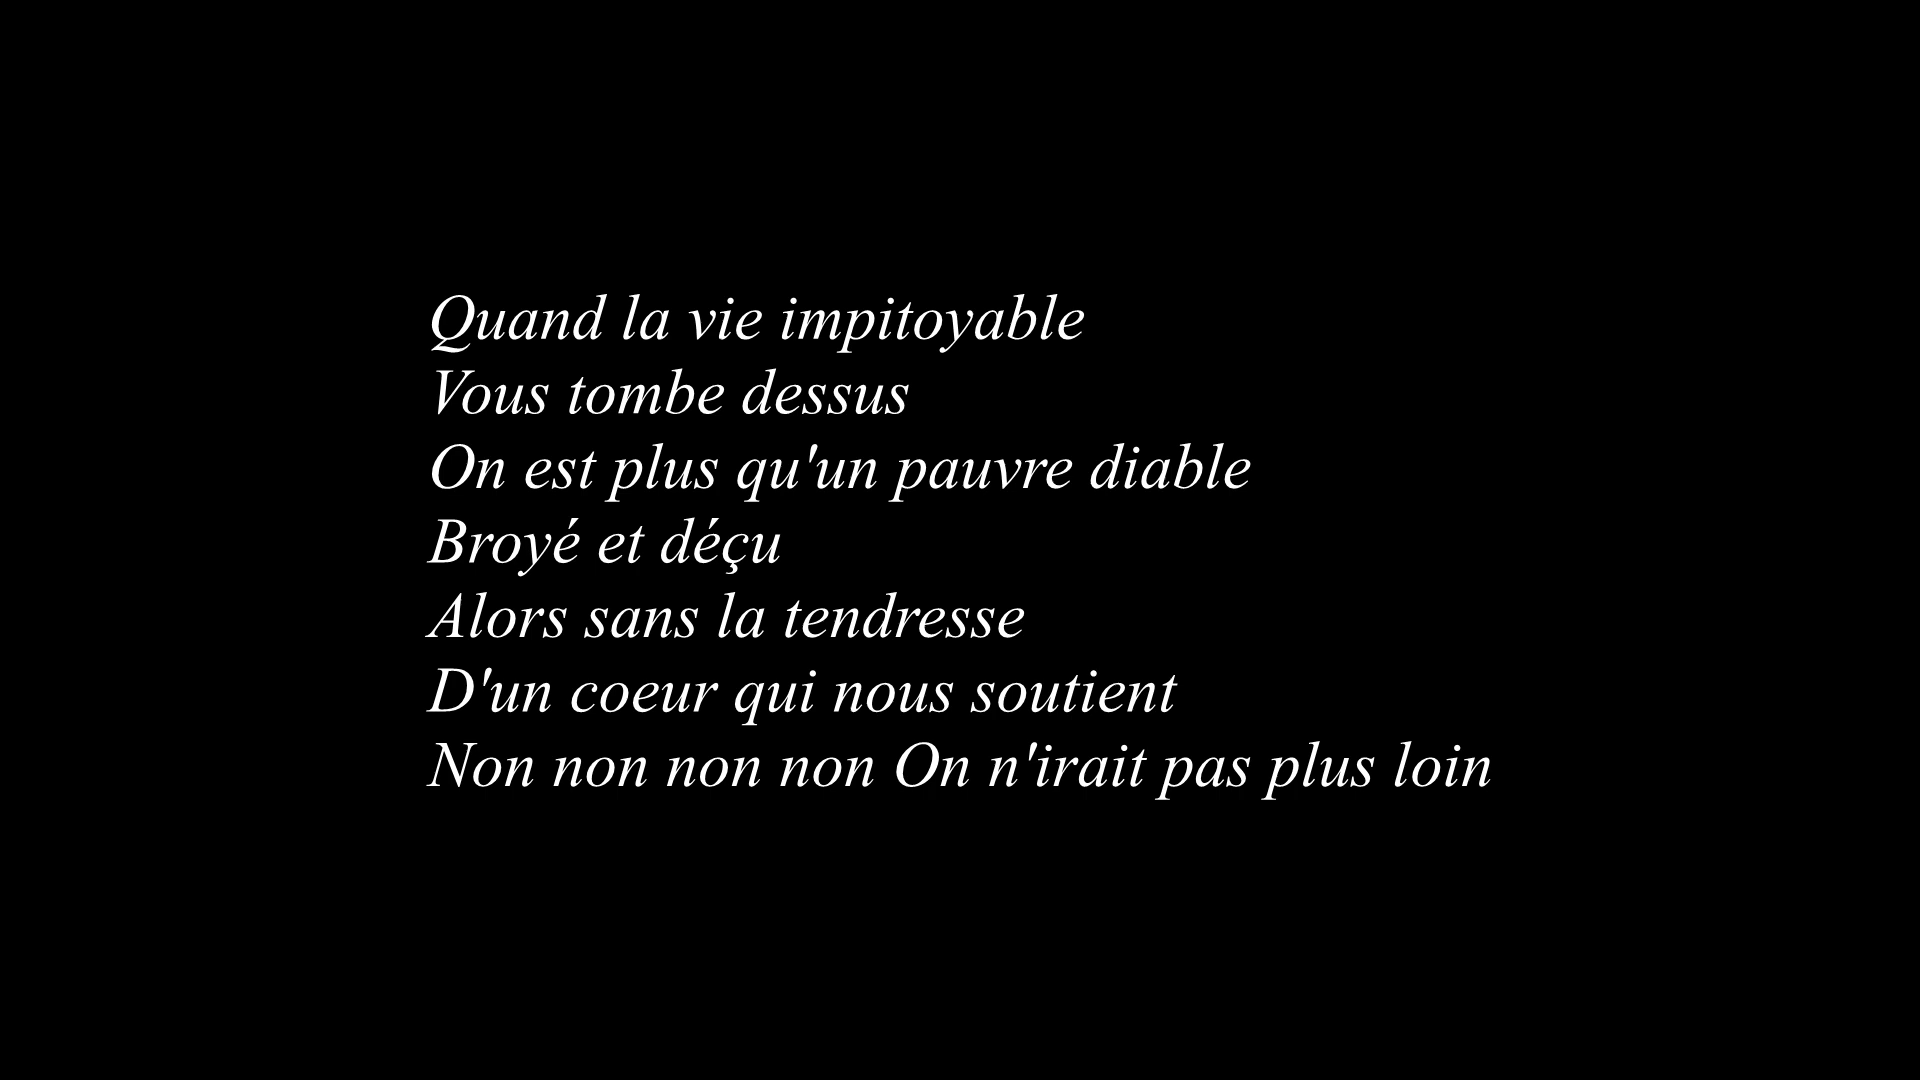 Quand la vie impitoyable
Vous tombe dessus
On est plus qu'un pauvre diable
Broyé et déçu
Alors sans la tendresse
D'un coeur qui nous soutient
Non non non non On n'irait pas plus loin